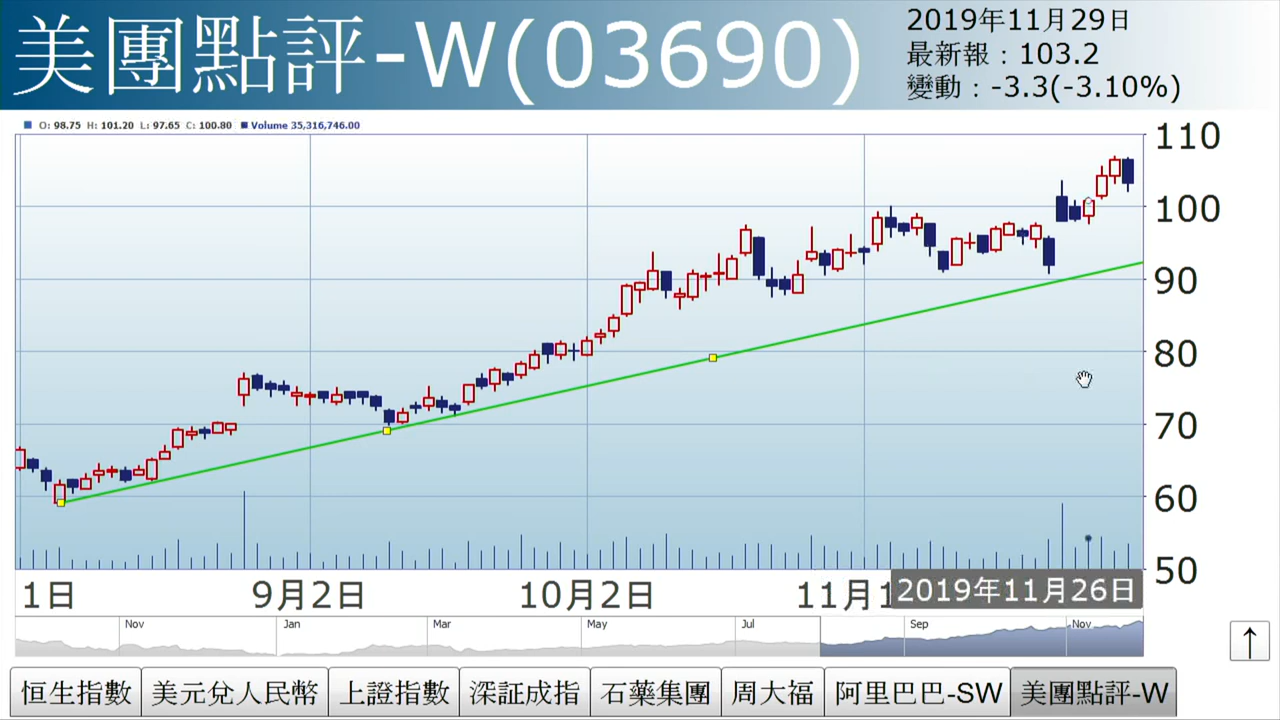 美團點評-W(03690)
2019年11月29日
最新報：103.2
變動：-3.3(-3.10%)
O: 98.75 H: 101.20 L: 97.65 C: 100.80 Volume 35,316,746.00
110
100
90
80
70
60
50
1日 9月2日 10月2日 11月1 2019年11月26日
Nov Jan Mar May Jul Sep Nov
↑
恒生指數 美元兌人民幣 上證指數 深証成指 石藥集團 周大福 阿里巴巴-SW 美團點評-W